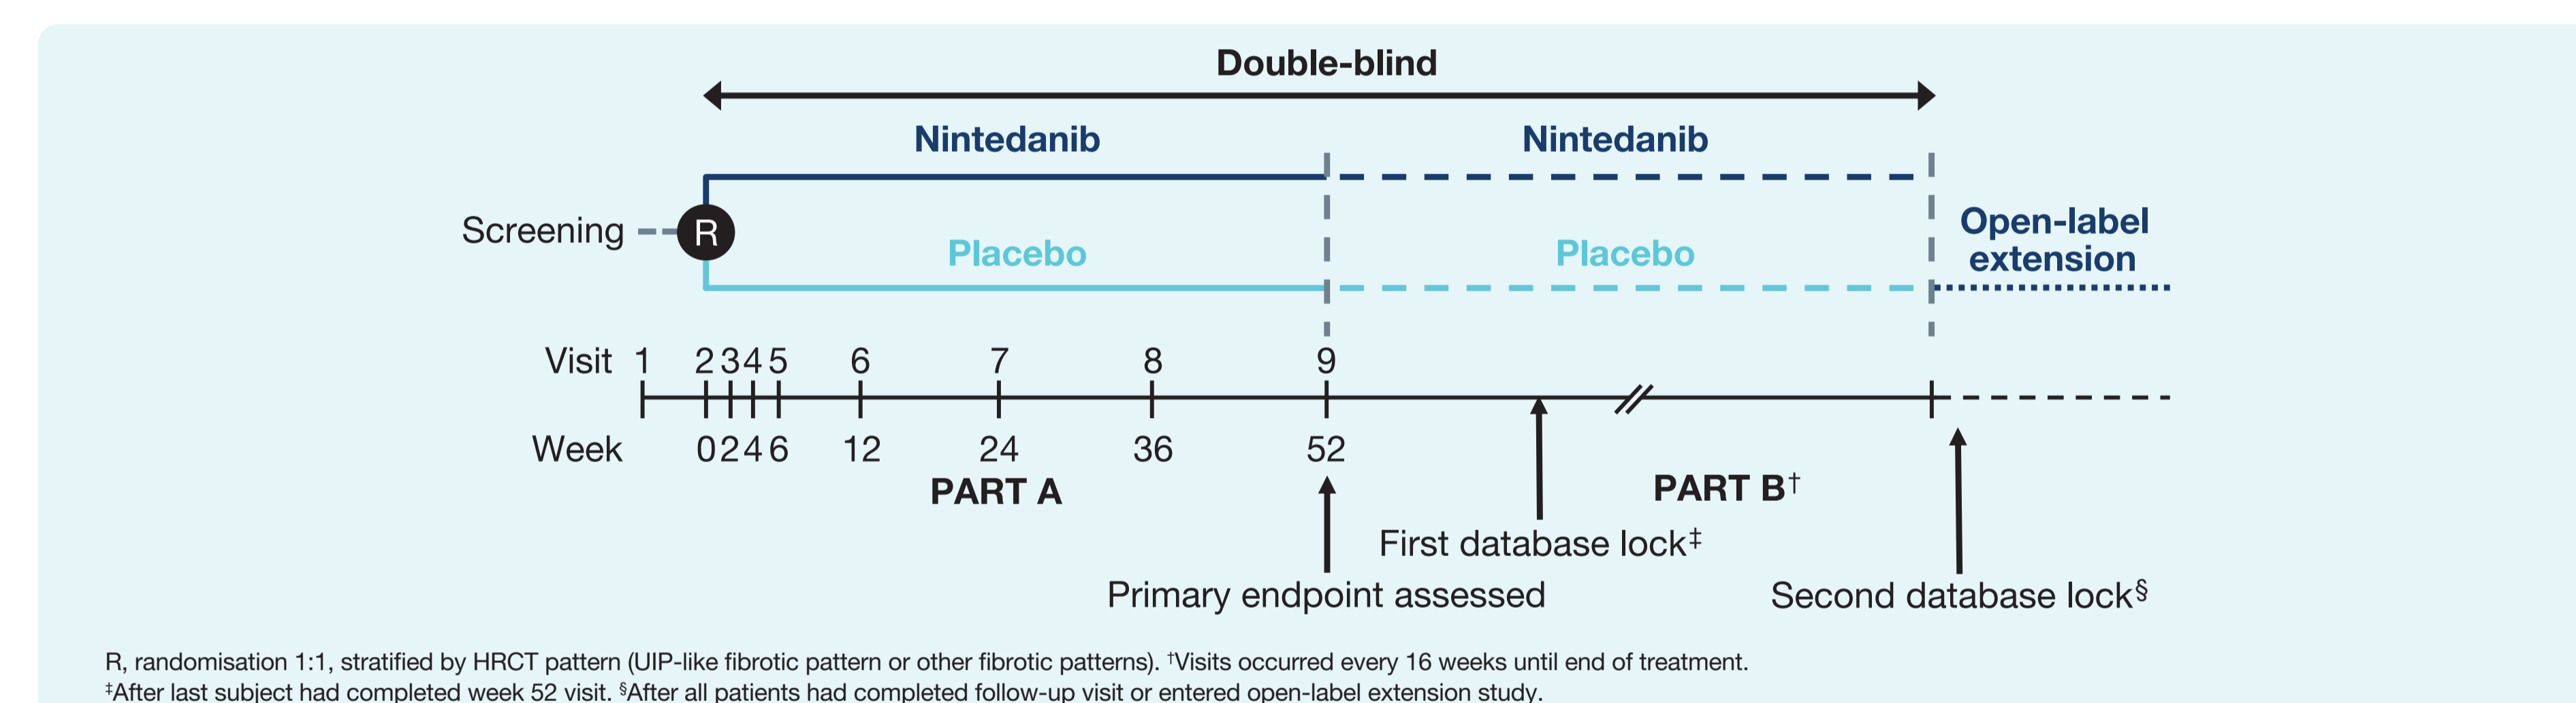 Double-blind
Nintedanib Nintedanib
Screening R
Placebo Placebo
Open-label
extension
Visit 1 2 3 4 5 6 7 8 9
Week 0 2 4 6 12 24 36 52
PART A PART B†
First database lock‡
Primary endpoint assessed Second database lock§
R, randomisation 1:1, stratified by HRCT pattern (UIP-like fibrotic pattern or other fibrotic patterns). †Visits occurred every 16 weeks until end of treatment.
‡After last subject had completed week 52 visit. §After all patients had completed follow-up visit or entered open-label extension study.